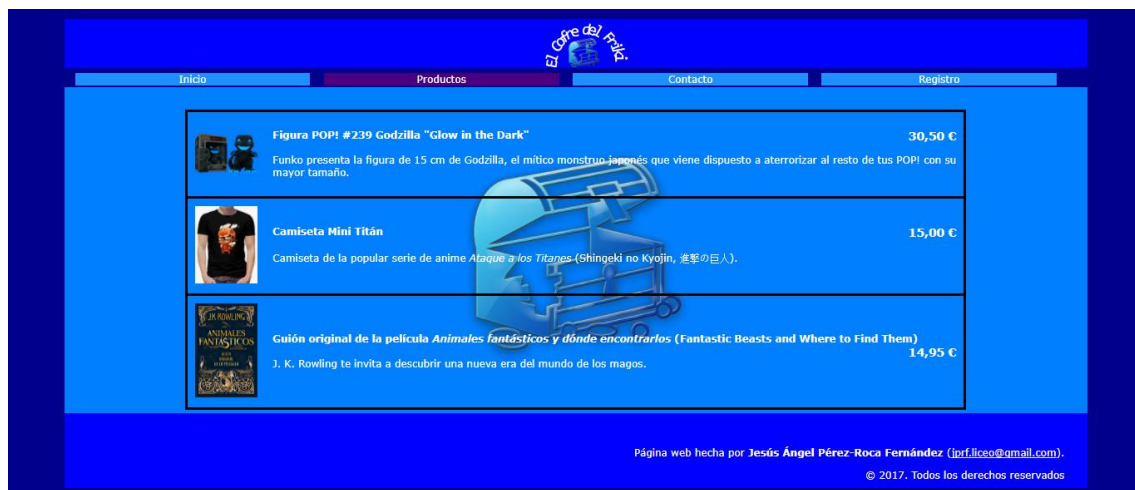 El Cofre del Friki
Inicio
Productos
Contacto
Registro
Figura POP! #239 Godzilla "Glow in the Dark"
30,50 €
Funko presenta la figura de 15 cm de Godzilla, el mítico monstruo japonés que viene dispuesto a aterrorizar al resto de tus POP! con su
mayor tamaño.
Camiseta Mini Titán
15,00 €
Camiseta de la popular serie de anime Ataque a los Titanes (Shingeki no Kyojin, 進撃の巨人).
J.K. ROWLING
ANIMALES
FANTÁSTICOS
Guión original de la película Animales fantásticos y dónde encontrarlos (Fantastic Beasts and Where to Find Them)
14,95 €
J. K. Rowling te invita a descubrir una nueva era del mundo de los magos.
Página web hecha por Jesús Ángel Pérez-Roca Fernández (jprf.liceo@gmail.com).
© 2017. Todos los derechos reservados